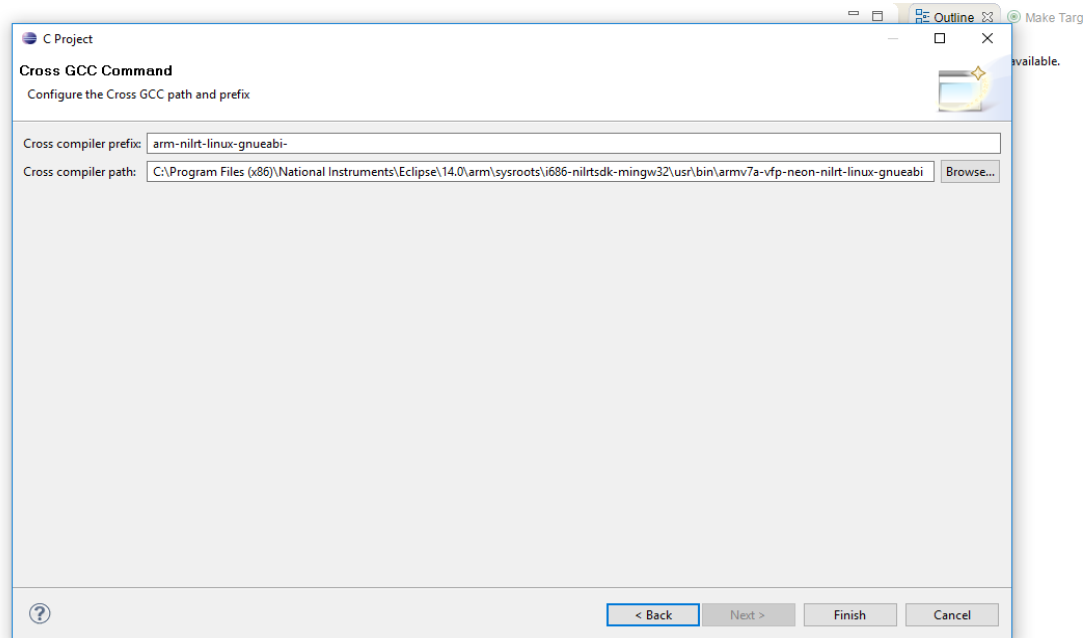 Outline
Make Targ
C Project
available.
Cross GCC Command
Configure the Cross GCC path and prefix
Cross compiler prefix: arm-nilrt-linux-gnueabi-
Cross compiler path: C:\Program Files (x86)\National Instruments\Eclipse\14.0\arm\sysroots\i686-nilrtsdk-mingw32\usr\bin\armv7a-vfp-neon-nilrt-linux-gnueabi Browse...
? < Back Next > Finish Cancel